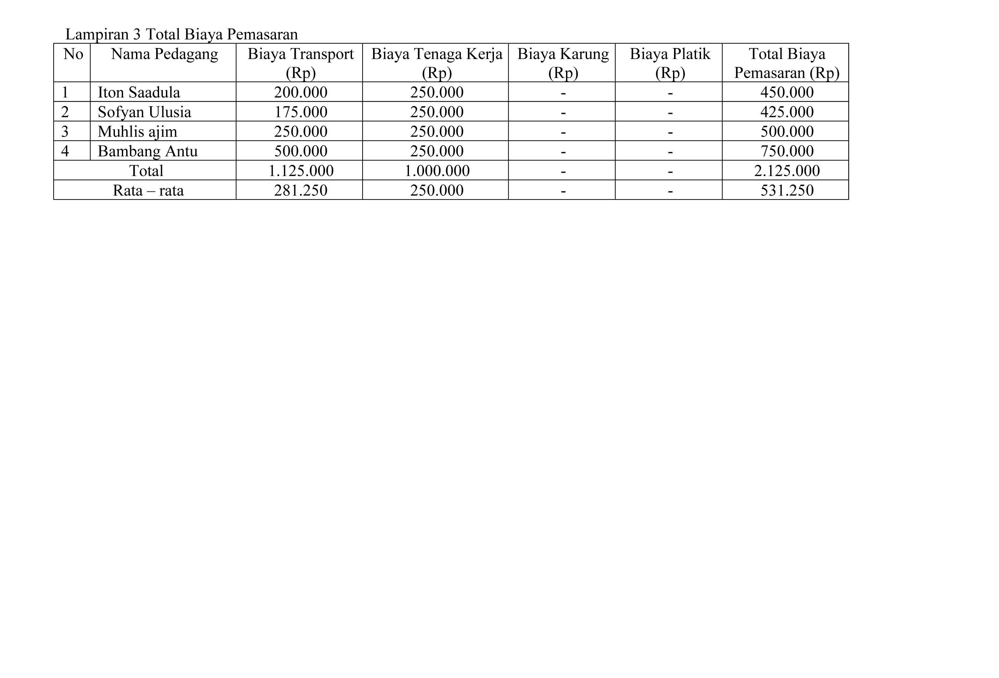 Lampiran 3 Total Biaya Pemasaran
No Nama Pedagang Biaya Transport (Rp) Biaya Tenaga Kerja (Rp) Biaya Karung (Rp) Biaya Platik (Rp) Total Biaya Pemasaran (Rp)
1 Iton Saadula 200.000 250.000 - - 450.000
2 Sofyan Ulusia 175.000 250.000 - - 425.000
3 Muhlis ajim 250.000 250.000 - - 500.000
4 Bambang Antu 500.000 250.000 - - 750.000
Total 1.125.000 1.000.000 - - 2.125.000
Rata – rata 281.250 250.000 - - 531.250